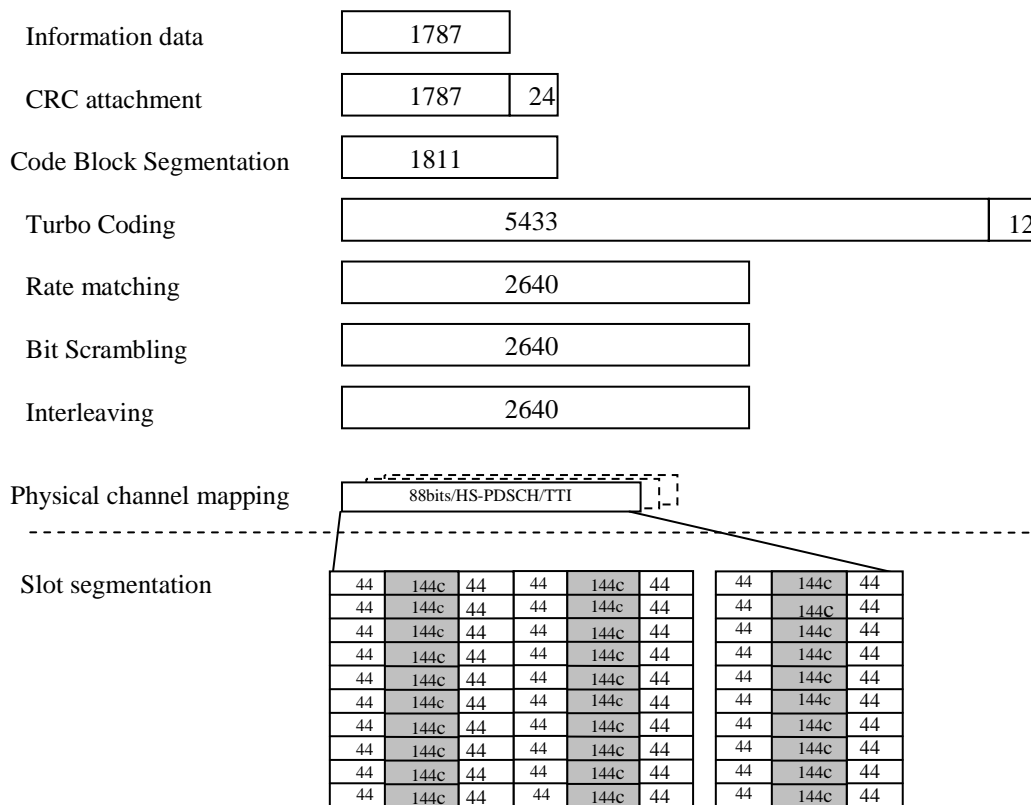 Information data 1787
CRC attachment 1787 24
Code Block Segmentation 1811
Turbo Coding 5433 12
Rate matching 2640
Bit Scrambling 2640
Interleaving 2640
Physical channel mapping 88bits/HS-PDSCH/TTI
Slot segmentation
44 144c 44 44 144c 44 44 144c 44
44 144c 44 44 144c 44 44 144c 44
44 144c 44 44 144c 44 44 144c 44
44 144c 44 44 144c 44 44 144c 44
44 144c 44 44 144c 44 44 144c 44
44 144c 44 44 144c 44 44 144c 44
44 144c 44 44 144c 44 44 144c 44
44 144c 44 44 144c 44 44 144c 44
44 144c 44 44 144c 44 44 144c 44
44 144c 44 44 144c 44 44 144c 44